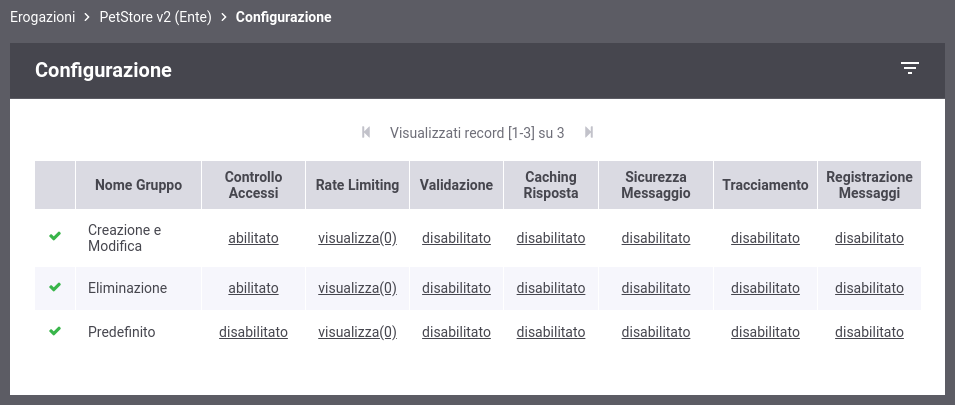 Erogazioni > PetStore v2 (Ente) > Configurazione
Configurazione
Visualizzati record [1-3] su 3
Nome Gruppo Controllo Accessi Rate Limiting Validazione Caching Risposta Sicurezza Messaggio Tracciamento Registrazione Messaggi
Creazione e Modifica abilitato visualizza(0) disabilitato disabilitato disabilitato disabilitato disabilitato
Eliminazione abilitato visualizza(0) disabilitato disabilitato disabilitato disabilitato disabilitato
Predefinito disabilitato visualizza(0) disabilitato disabilitato disabilitato disabilitato disabilitato